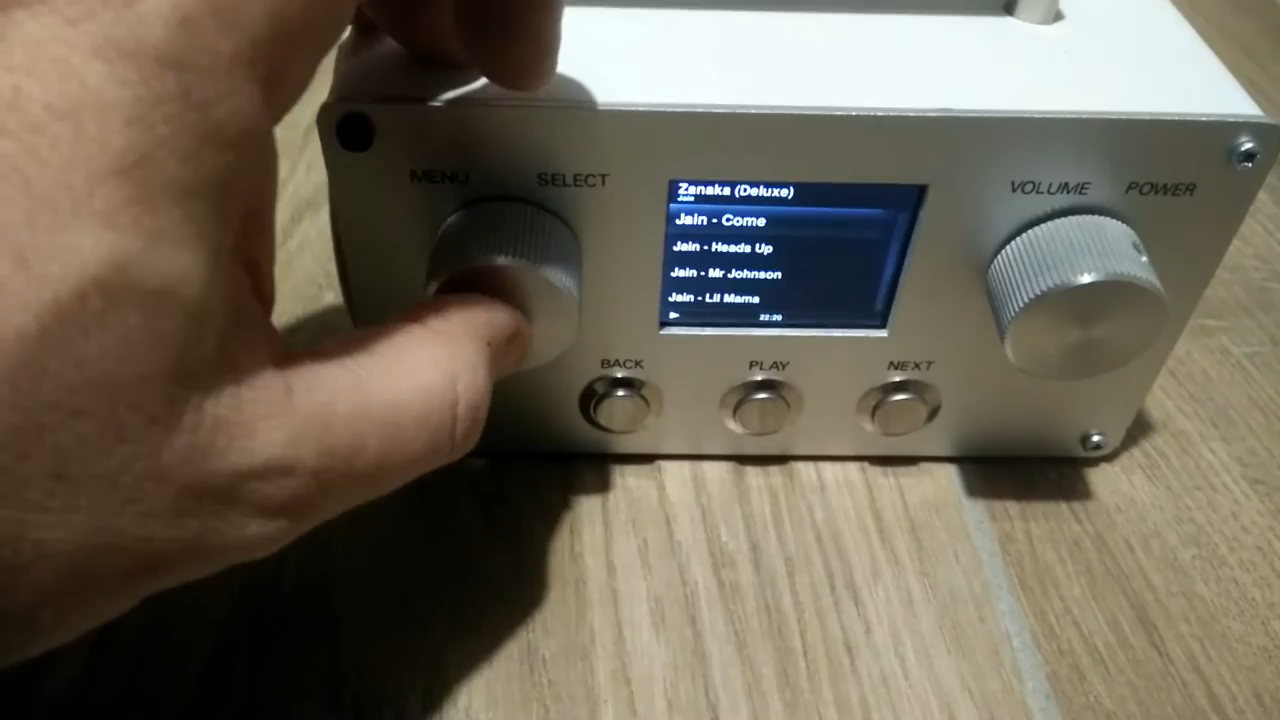 MENU SELECT
VOLUME POWER
Zanaka (Deluxe)
Jain
Jain - Come
Jain - Heads Up
Jain - Mr Johnson
Jain - Lil Mama
22:20
BACK PLAY NEXT